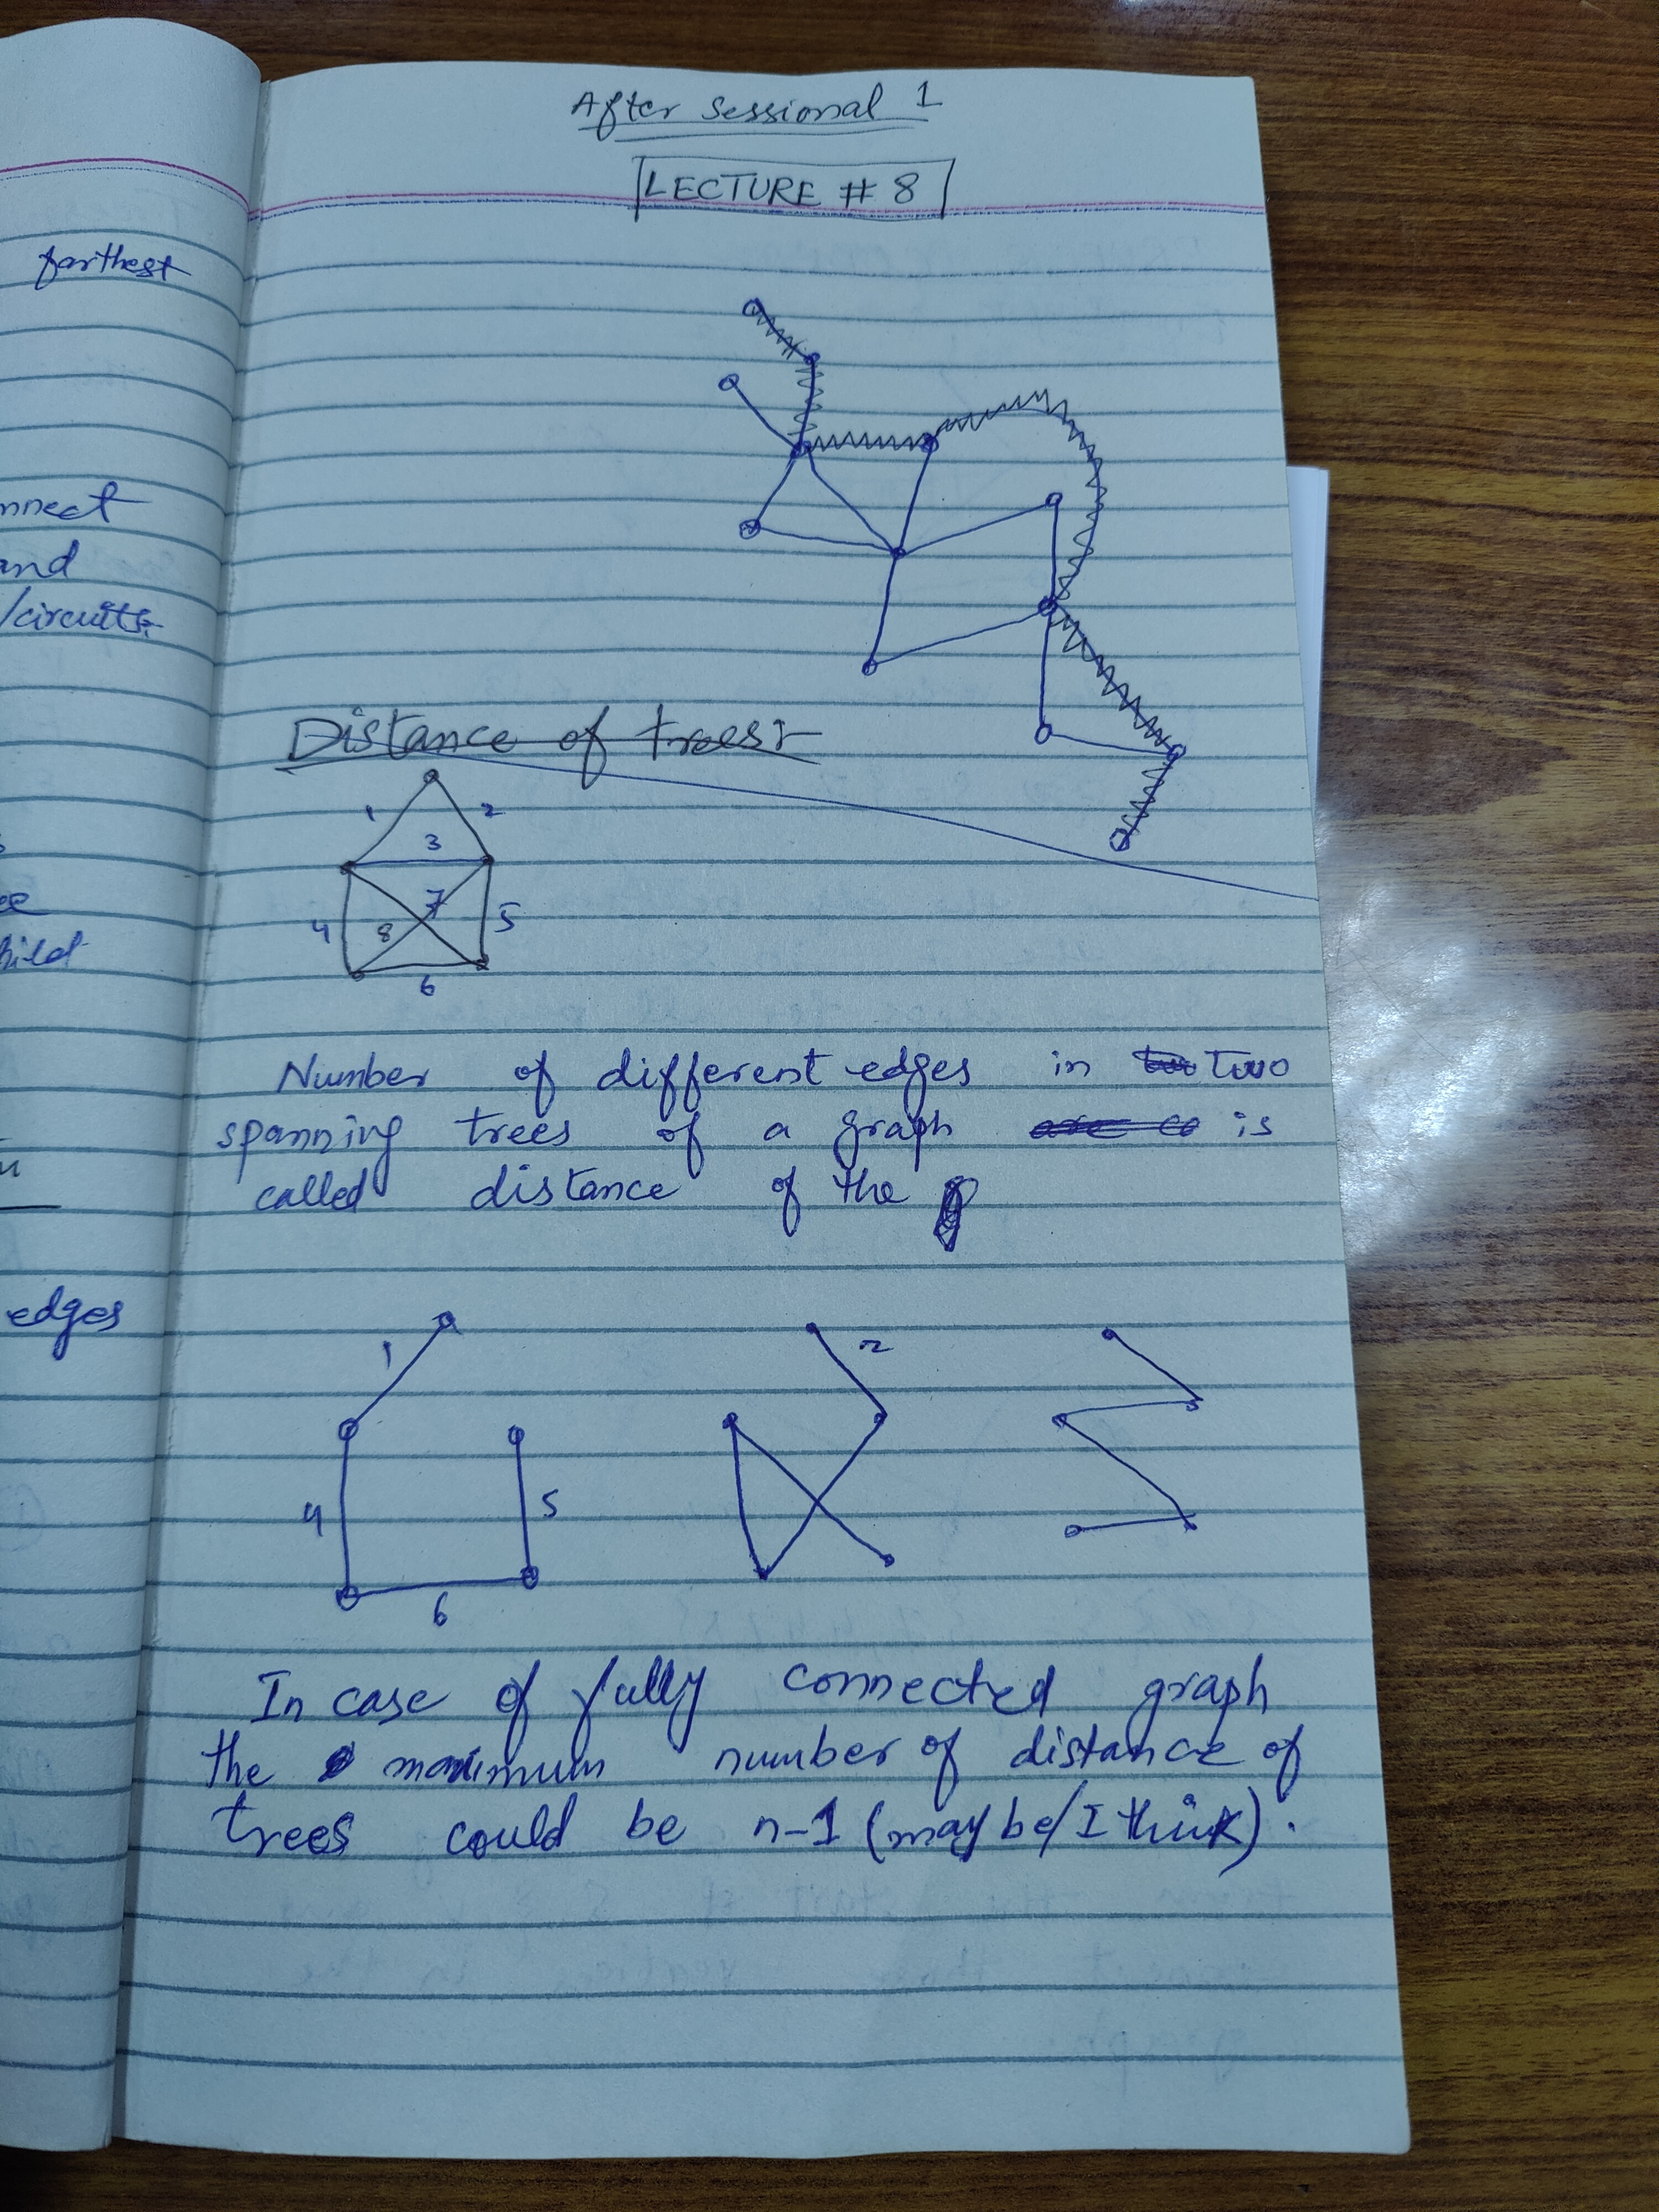 After Sessional 1
LECTURE # 8
farthest
nnect
and
/circuits.
hild
edges
Distance of trees:-
1 2
3
7
4 8 5
6
Number of different edges in Two
spanning trees of a graph is
called distance of the
1 2
4 5
6
In case of fully connected graph
the maximum number of distance of
trees could be n-1 (may be/I think).